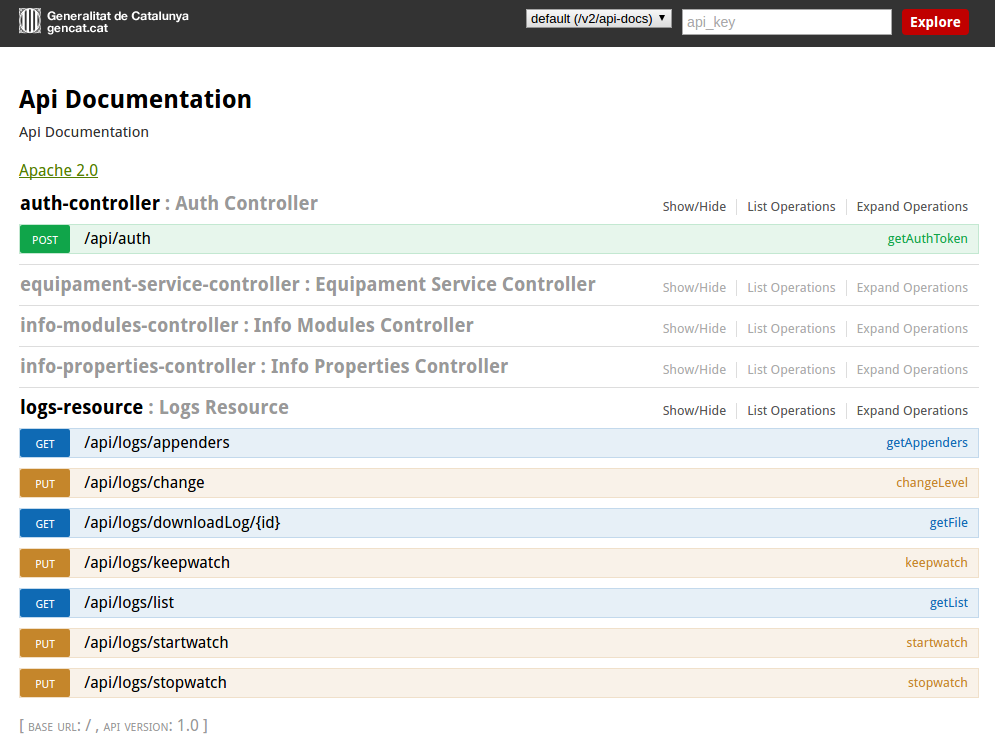 Generalitat de Catalunya
gencat.cat
default (/v2/api-docs)
api_key
Explore
Api Documentation
Api Documentation
Apache 2.0
auth-controller : Auth Controller Show/Hide List Operations Expand Operations
POST /api/auth getAuthToken
equipament-service-controller : Equipament Service Controller Show/Hide List Operations Expand Operations
info-modules-controller : Info Modules Controller Show/Hide List Operations Expand Operations
info-properties-controller : Info Properties Controller Show/Hide List Operations Expand Operations
logs-resource : Logs Resource Show/Hide List Operations Expand Operations
GET /api/logs/appenders getAppenders
PUT /api/logs/change changeLevel
GET /api/logs/downloadLog/{id} getFile
PUT /api/logs/keepwatch keepwatch
GET /api/logs/list getList
PUT /api/logs/startwatch startwatch
PUT /api/logs/stopwatch stopwatch
[ BASE URL: / , API VERSION: 1.0 ]